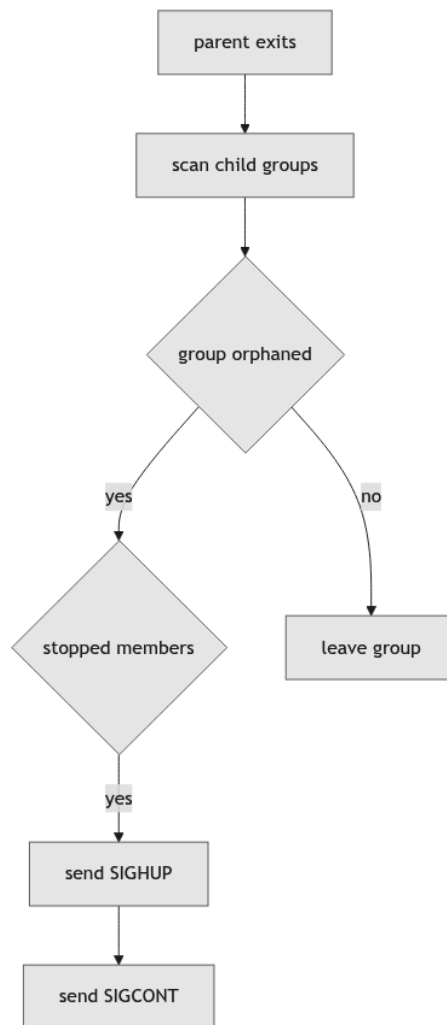 parent exits
scan child groups
group orphaned
yes
no
stopped members
leave group
yes
send SIGHUP
send SIGCONT